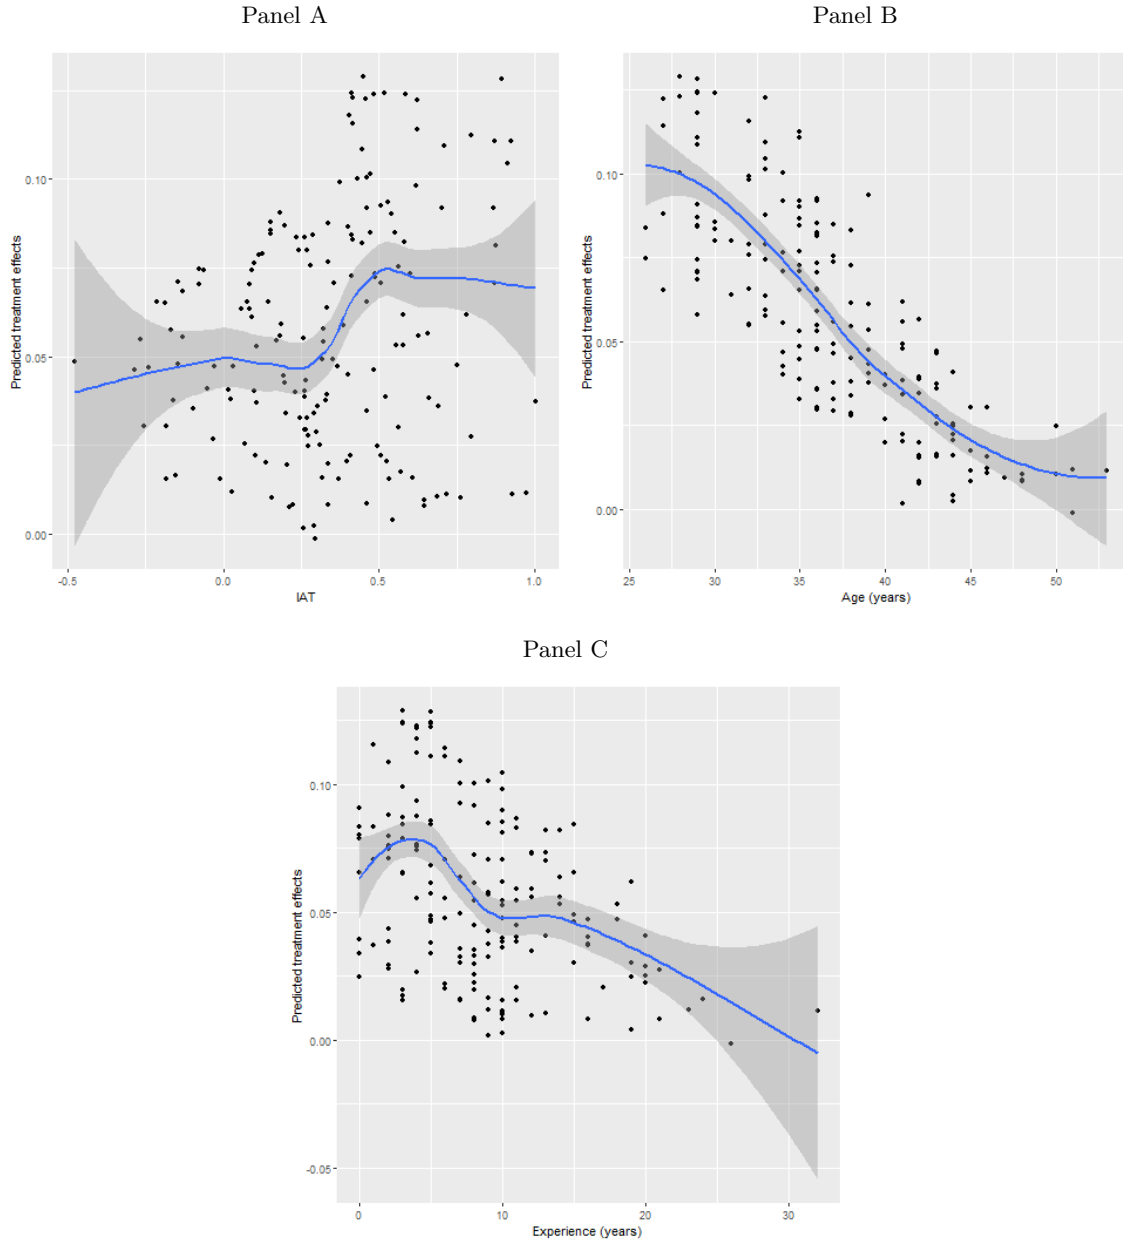 Panel A
Panel B
Predicted treatment effects
0.10
0.05
0.00
-0.5
0.0
0.5
1.0
IAT
Predicted treatment effects
0.10
0.05
0.00
25
30
35
40
45
50
Age (years)
Panel C
Predicted treatment effects
0.10
0.05
0.00
-0.05
0
10
20
30
Experience (years)